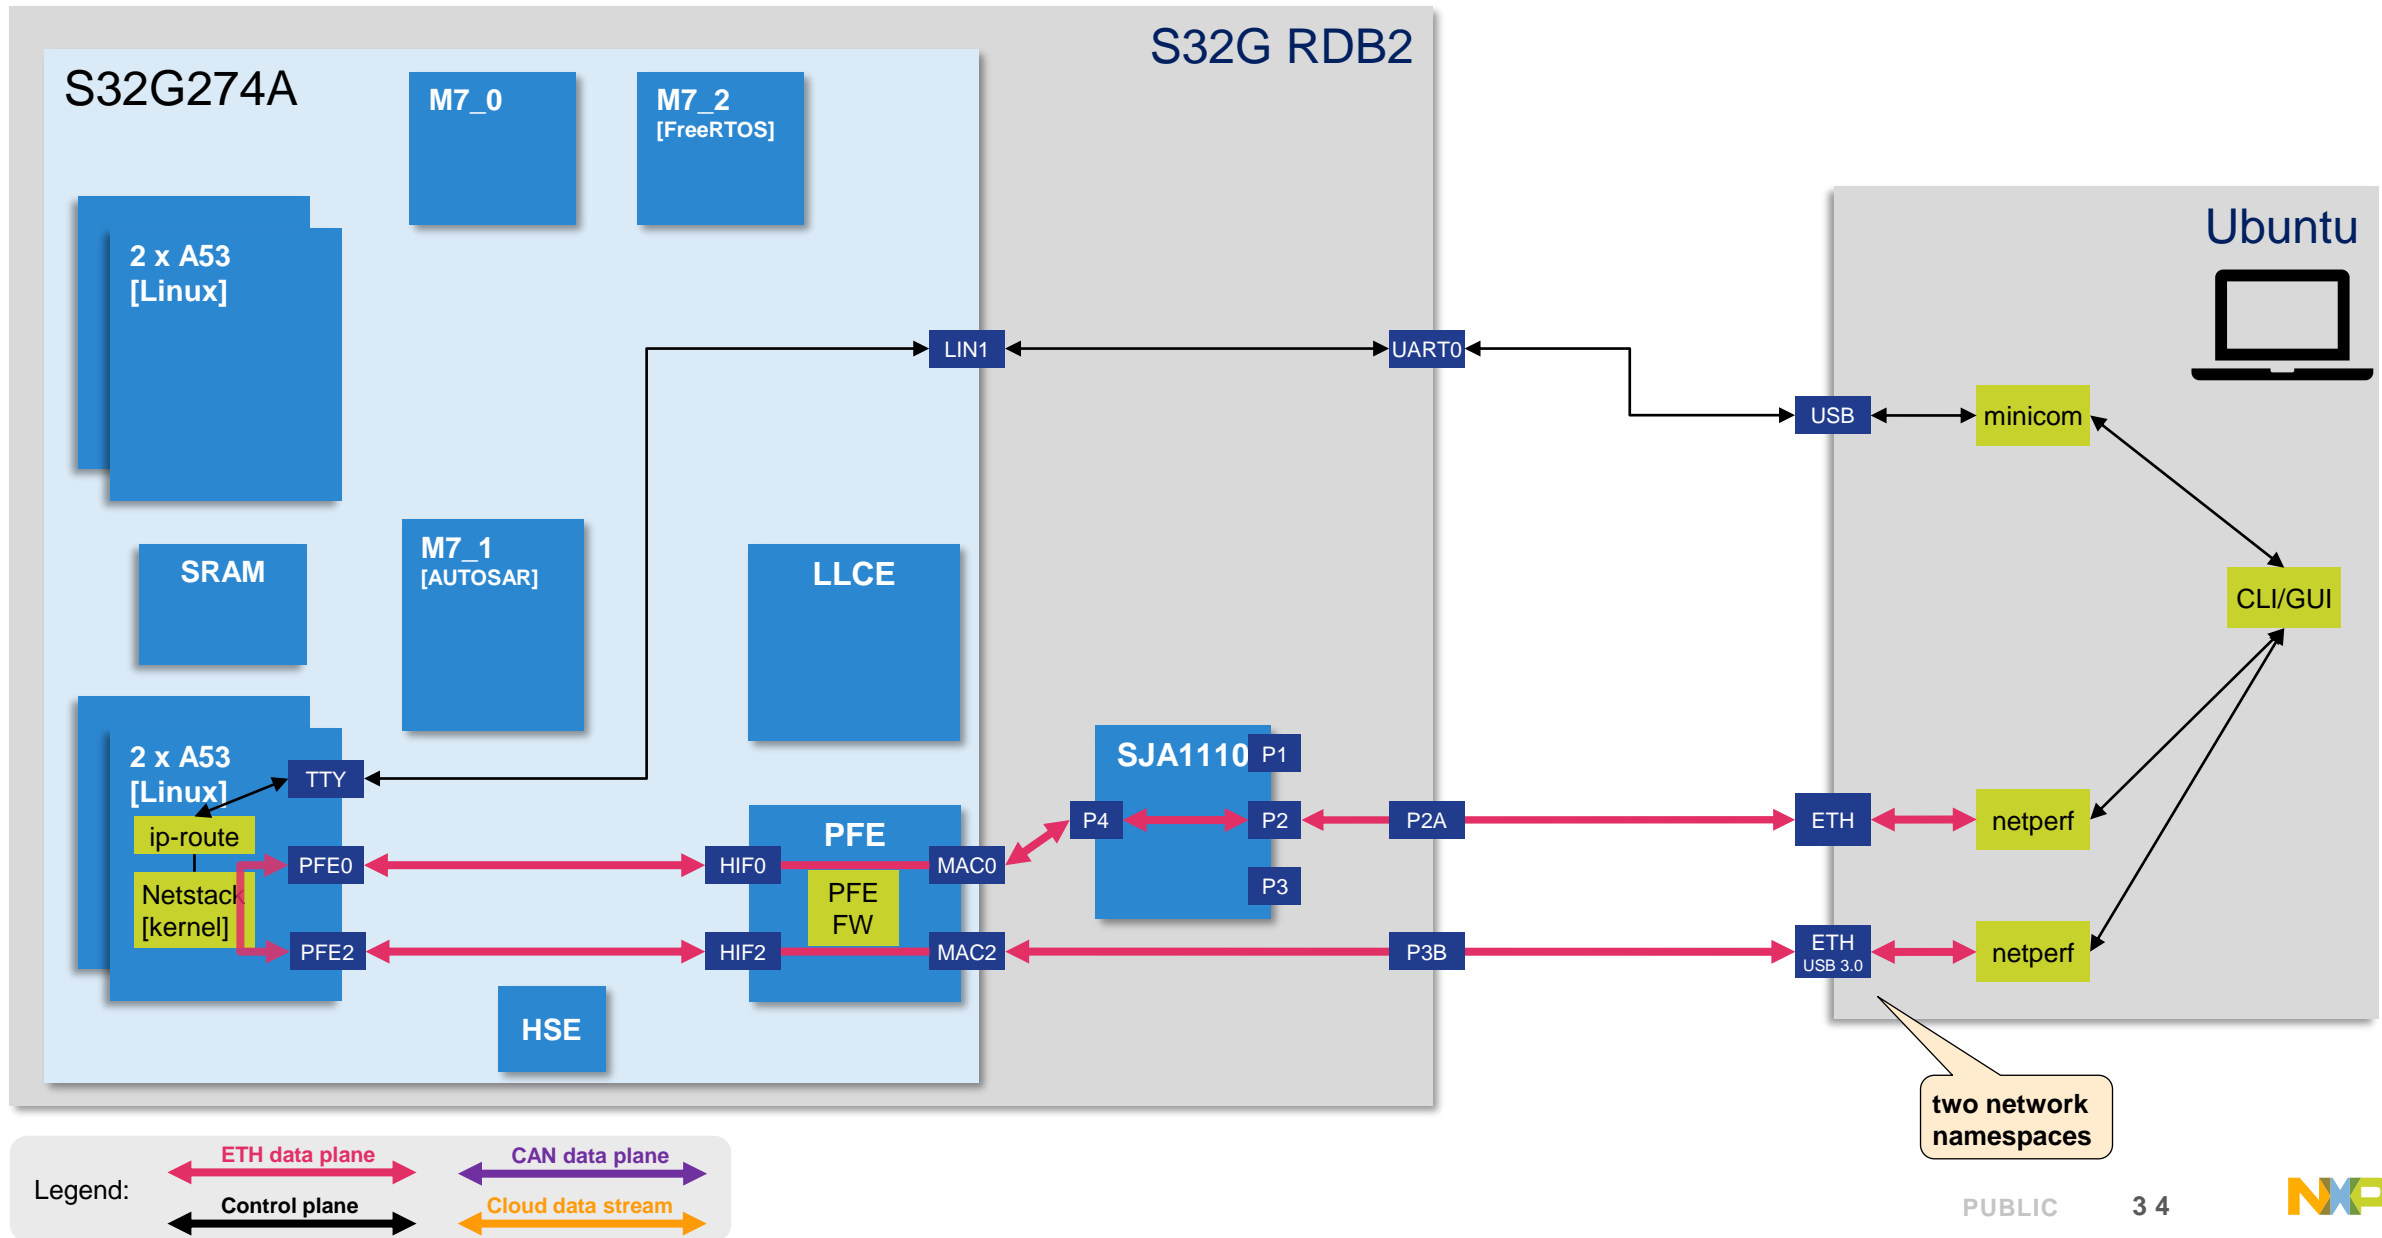 S32G RDB2
S32G274A
M7_0
M7_2
[FreeRTOS]
Ubuntu
2 x A53
[Linux]
LIN1
UART0
USB
minicom
SRAM
M7_1
[AUTOSAR]
LLCE
CLI/GUI
2 x A53
[Linux]
TTY
SJA1110
P1
ip-route
PFE
P4
P2
P2A
ETH
netperf
PFE0
HIF0
MAC0
Netstack
[kernel]
PFE
FW
P3
PFE2
HIF2
MAC2
P3B
ETH
USB 3.0
netperf
HSE
two network
namespaces
Legend:
ETH data plane
CAN data plane
Control plane
Cloud data stream
PUBLIC
34
NXP